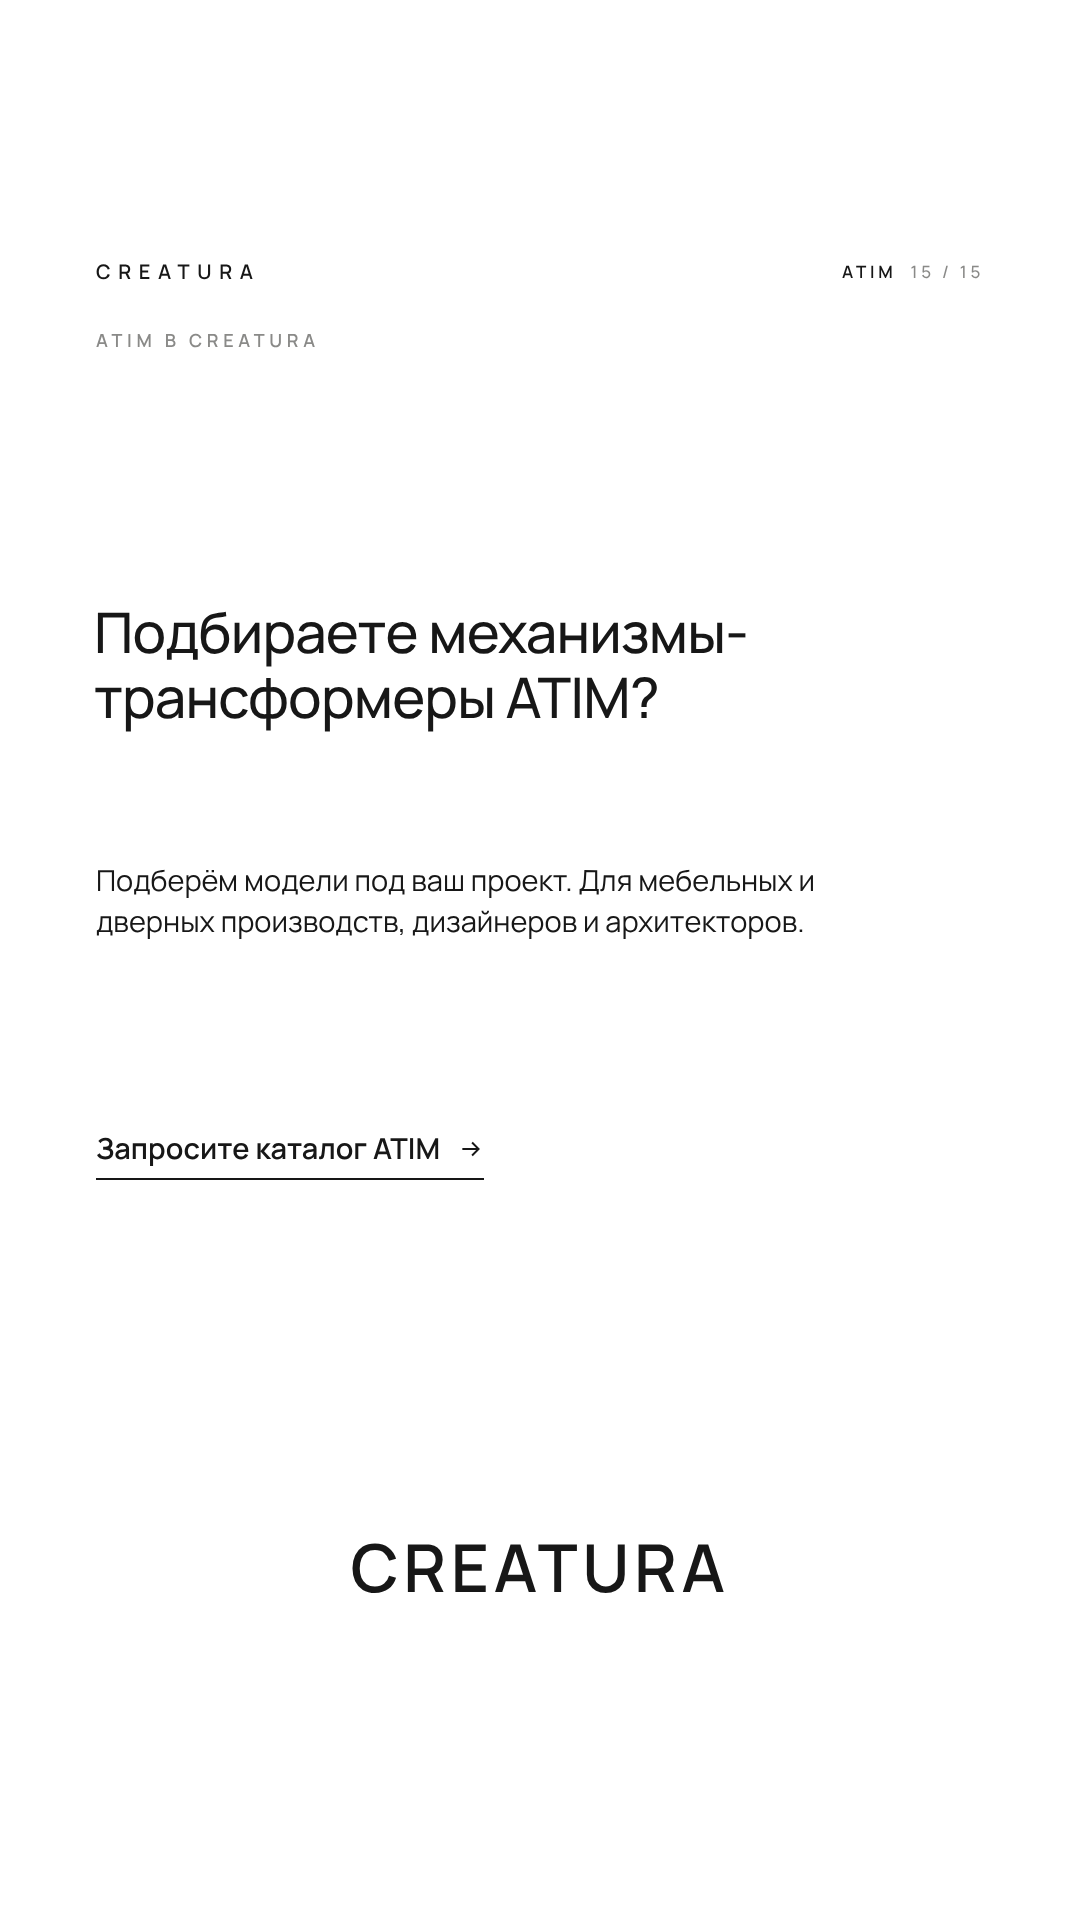 CREATURA
ATIM 15 / 15
ATIM В CREATURA
Подбираете механизмы-
трансформеры ATIM?
Подберём модели под ваш проект. Для мебельных и
дверных производств, дизайнеров и архитекторов.
Запросите каталог ATIM →
CREATURA